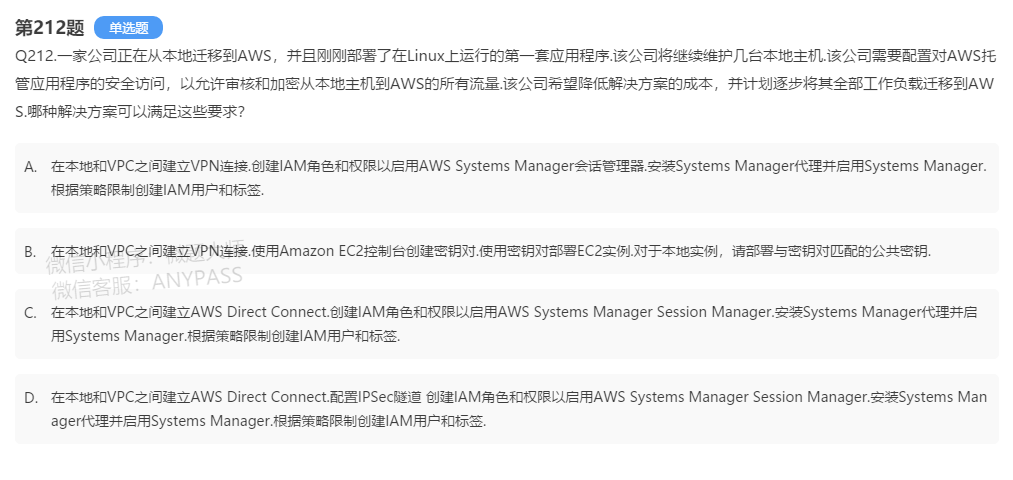 第212题 单选题
Q212.一家公司正在从本地迁移到AWS，并且刚刚部署了在Linux上运行的第一套应用程序.该公司将继续维护几台本地主机.该公司需要配置对AWS托
管应用程序的安全访问，以允许审核和加密从本地主机到AWS的所有流量.该公司希望降低解决方案的成本，并计划逐步将其全部工作负载迁移到AW
S.哪种解决方案可以满足这些要求？
A. 在本地和VPC之间建立VPN连接.创建IAM角色和权限以启用AWS Systems Manager会话管理器.安装Systems Manager代理并启用Systems Manager.
根据策略限制创建IAM用户和标签.
B. 在本地和VPC之间建立VPN连接.使用Amazon EC2控制台创建密钥对.使用密钥对部署EC2实例.对于本地实例，请部署与密钥对匹配的公共密钥.
微信小程序：
微信客服：ANYPASS
C. 在本地和VPC之间建立AWS Direct Connect.创建IAM角色和权限以启用AWS Systems Manager Session Manager.安装Systems Manager代理并启
用Systems Manager.根据策略限制创建IAM用户和标签.
D. 在本地和VPC之间建立AWS Direct Connect.配置IPSec隧道 创建IAM角色和权限以启用AWS Systems Manager Session Manager.安装Systems Man
ager代理并启用Systems Manager.根据策略限制创建IAM用户和标签.